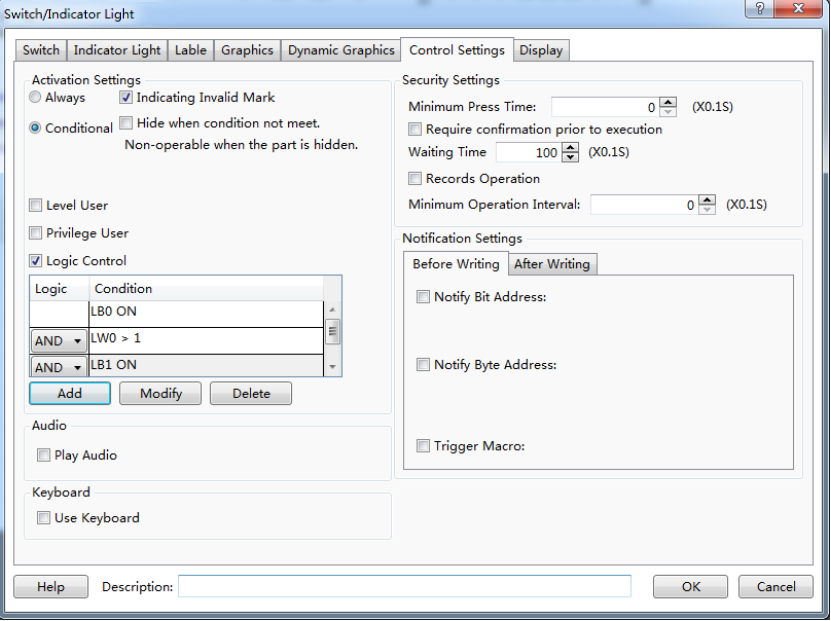 Switch/Indicator Light
?
Switch Indicator Light Lable Graphics Dynamic Graphics Control Settings Display
Activation Settings
Always Indicating Invalid Mark
Conditional Hide when condition not meet.
Non-operable when the part is hidden.
Level User
Privilege User
Logic Control
Logic Condition
LB0 ON
AND LW0 > 1
AND LB1 ON
Add Modify Delete
Audio
Play Audio
Keyboard
Use Keyboard
Security Settings
Minimum Press Time: 0 (X0.1S)
Require confirmation prior to execution
Waiting Time 100 (X0.1S)
Records Operation
Minimum Operation Interval: 0 (X0.1S)
Notification Settings
Before Writing After Writing
Notify Bit Address:
Notify Byte Address:
Trigger Macro:
Help Description: OK Cancel